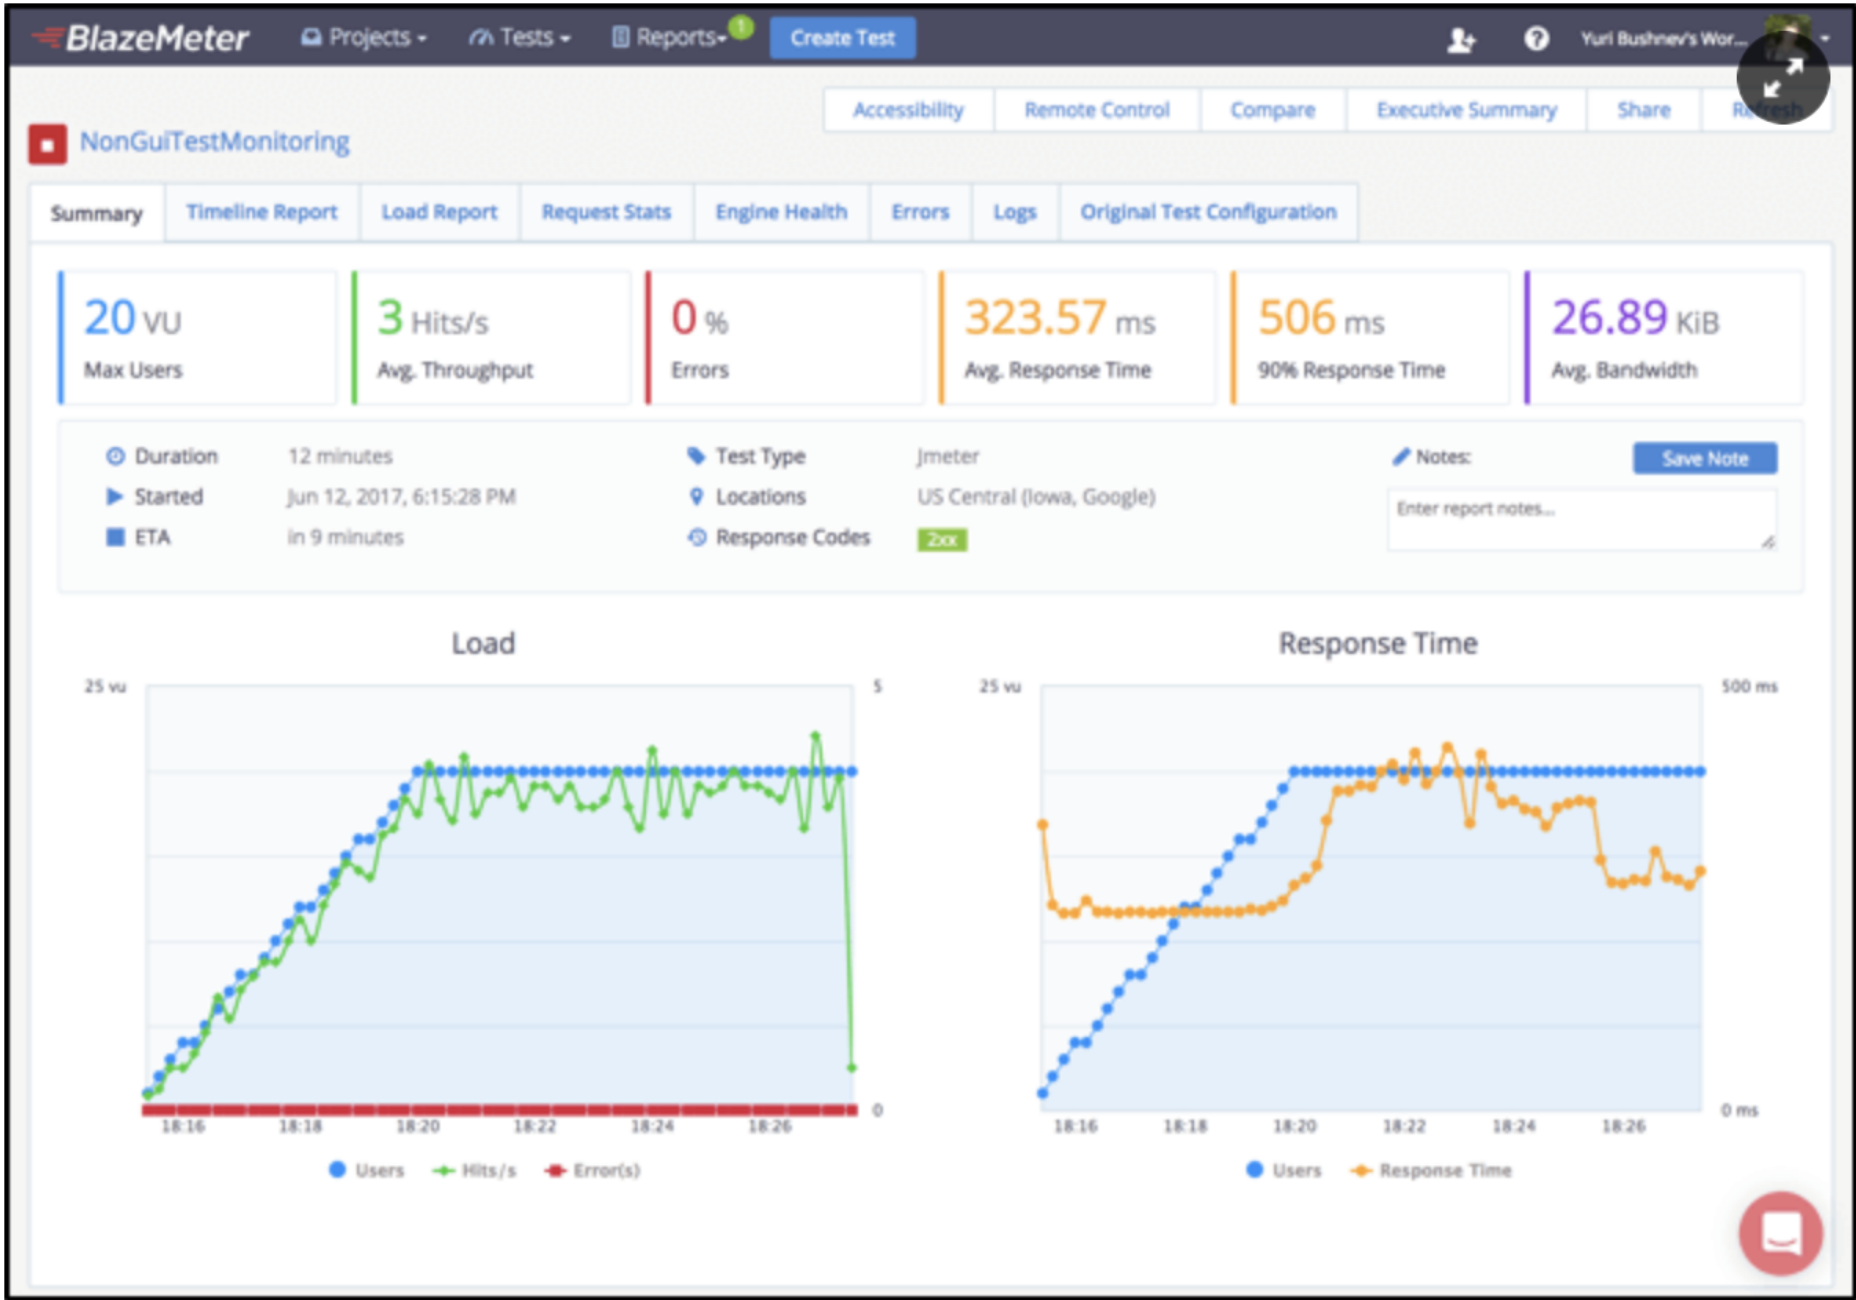 BlazeMeter Projects Tests Reports 1 Create Test Yuri Bushnev's Wor...
Accessibility Remote Control Compare Executive Summary Share Refresh
NonGuiTestMonitoring
Summary Timeline Report Load Report Request Stats Engine Health Errors Logs Original Test Configuration
20 VU 3 Hits/s 0 % 323.57 ms 506 ms 26.89 KiB
Max Users Avg. Throughput Errors Avg. Response Time 90% Response Time Avg. Bandwidth
Duration 12 minutes Test Type Jmeter Notes: Save Note
Started Jun 12, 2017, 6:15:28 PM Locations US Central (Iowa, Google) Enter report notes...
ETA in 9 minutes Response Codes 2xx
Load Response Time
25 vu 5 25 vu 500 ms
0 0 ms
18:16 18:18 18:20 18:22 18:24 18:26 18:16 18:18 18:20 18:22 18:24 18:26
Users Hits/s Error(s) Users Response Time